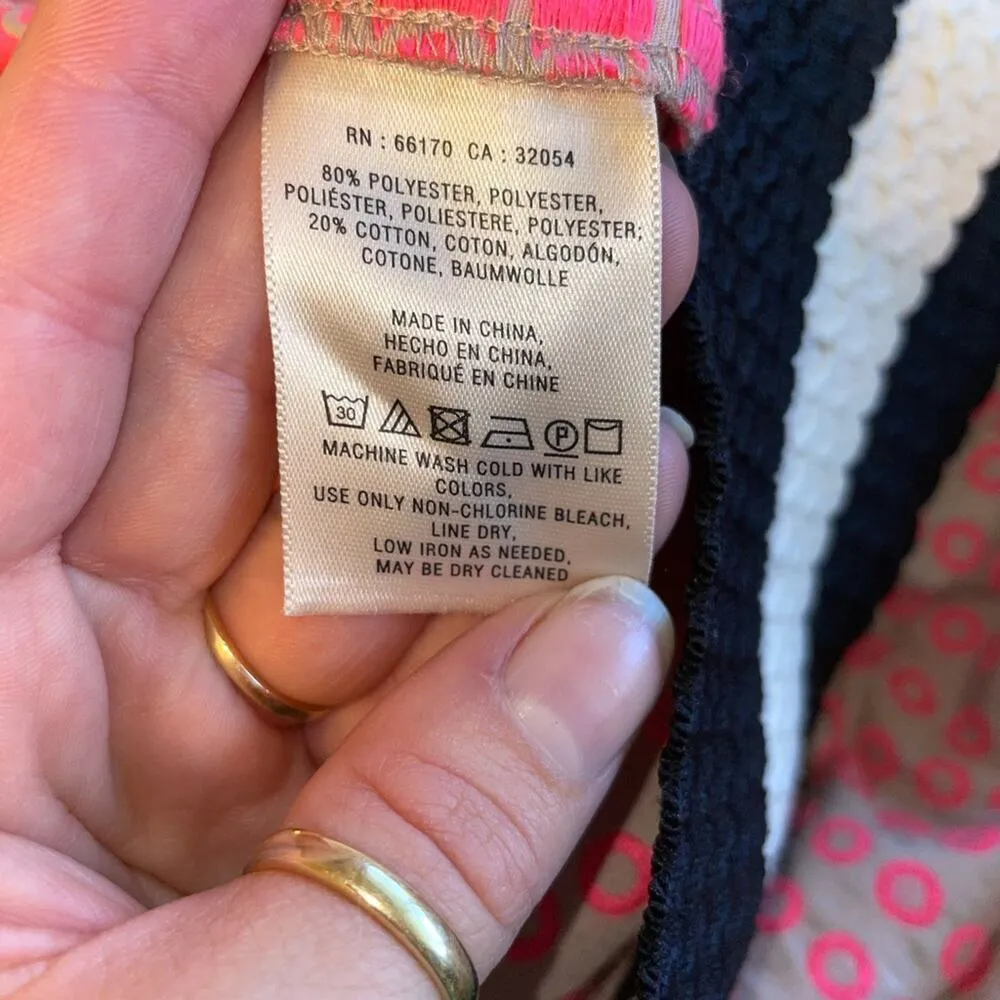 RN : 66170 CA : 32054
80% POLYESTER, POLYESTER,
POLIÉSTER, POLIESTERE, POLYESTER;
20% COTTON, COTON, ALGODÓN,
COTONE, BAUMWOLLE
MADE IN CHINA,
HECHO EN CHINA,
FABRIQUÉ EN CHINE
30 P
MACHINE WASH COLD WITH LIKE
COLORS,
USE ONLY NON-CHLORINE BLEACH,
LINE DRY,
LOW IRON AS NEEDED,
MAY BE DRY CLEANED